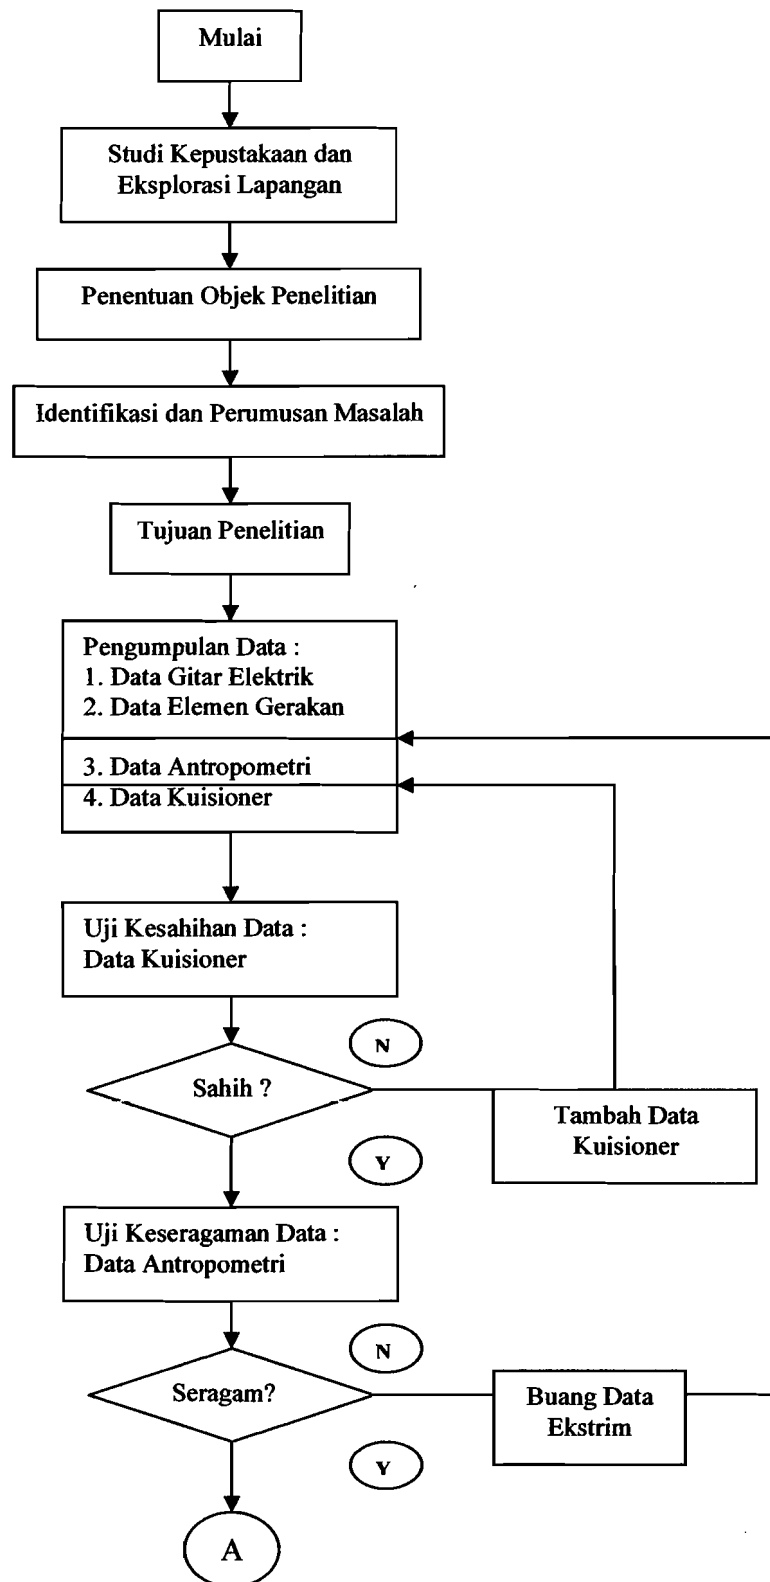 Mulai
Studi Kepustakaan dan
Eksplorasi Lapangan
Penentuan Objek Penelitian
Identifikasi dan Perumusan Masalah
Tujuan Penelitian
Pengumpulan Data :
1. Data Gitar Elektrik
2. Data Elemen Gerakan
3. Data Antropometri
4. Data Kuisioner
Uji Kesahihan Data :
Data Kuisioner
N
Sahih ?
Tambah Data
Kuisioner
Y
Uji Keseragaman Data :
Data Antropometri
N
Seragam?
Buang Data
Ekstrim
Y
A